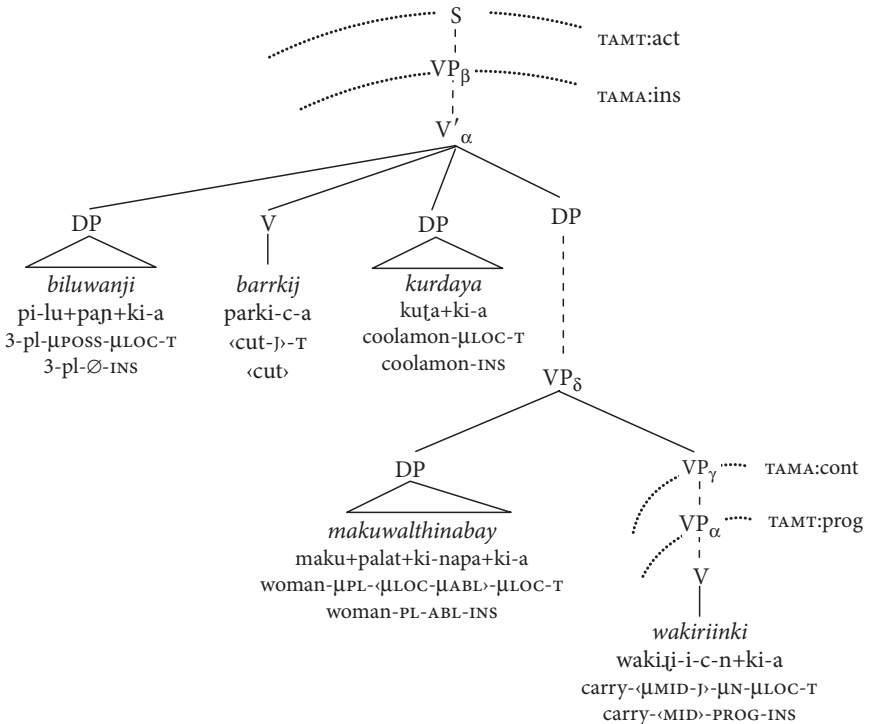 S
TAMT:act
VPβ
TAMA:ins
V′α
DP V DP DP
biluwanji barrkij kurdaya
pi-lu+paɲ+ki-a parki-c-a kuʈa+ki-a
3-pl-μPOSS-μLOC-T ‹cut-J›-T coolamon-μLOC-T
3-pl-∅-INS ‹cut› coolamon-INS
VPδ
DP VPγ TAMA:cont
VPα TAMT:prog
makuwalthinabay
maku+palat+ki-napa+ki-a V
woman-μPL-‹μLOC-μABL›-μLOC-T
woman-PL-ABL-INS
wakiriinki
wakiɻi-i-c-n+ki-a
carry-‹μMID-J›-μN-μLOC-T
carry-‹MID›-PROG-INS